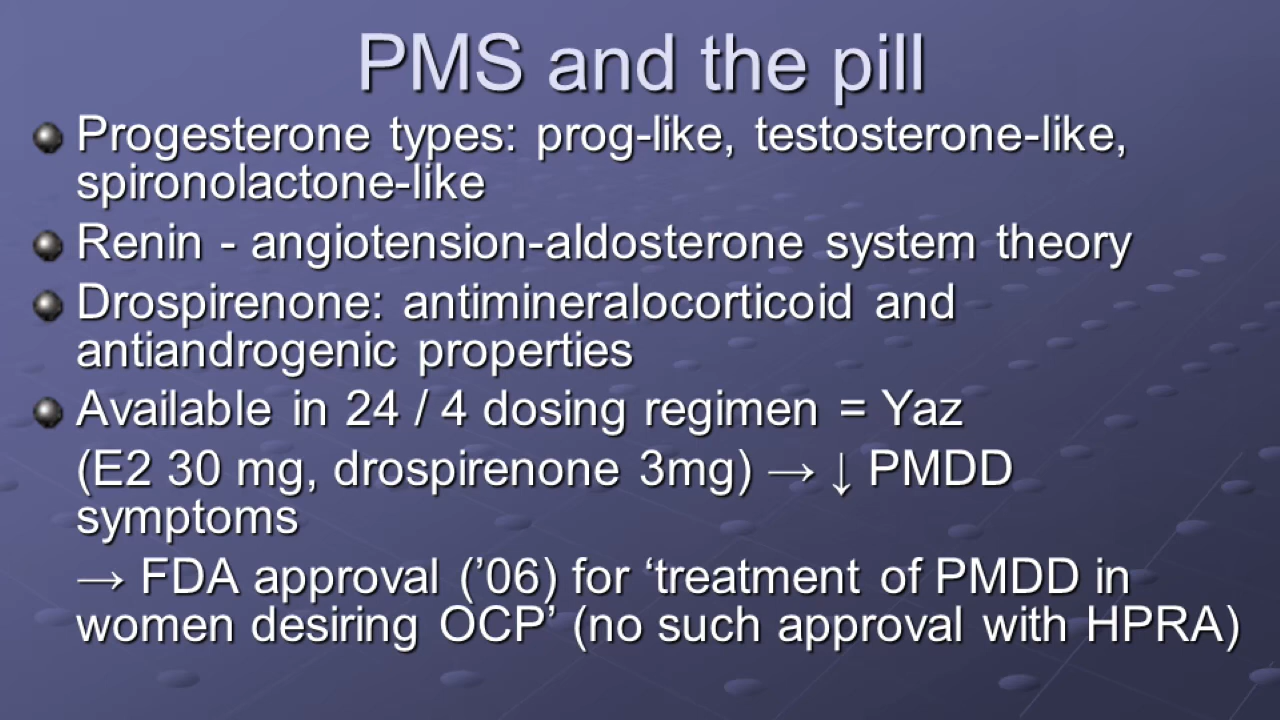 PMS and the pill
Progesterone types: prog-like, testosterone-like,
spironolactone-like
Renin - angiotension-aldosterone system theory
Drospirenone: antimineralocorticoid and
antiandrogenic properties
Available in 24 / 4 dosing regimen = Yaz
(E2 30 mg, drospirenone 3mg) → ↓ PMDD
symptoms
→ FDA approval (’06) for ‘treatment of PMDD in
women desiring OCP’ (no such approval with HPRA)